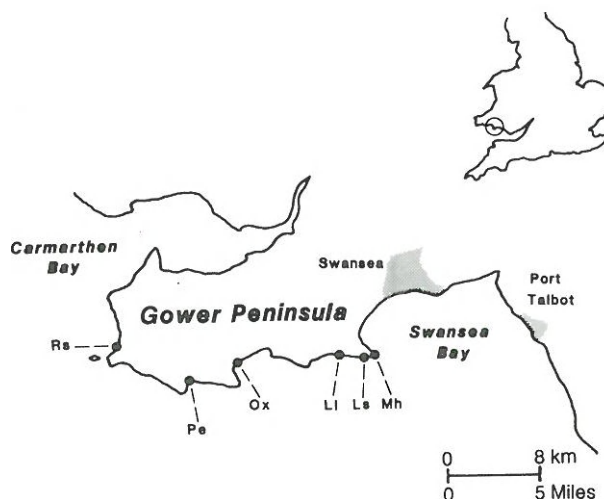 Carmarthen
Bay
Swansea
Port
Talbot
Gower Peninsula
Swansea
Bay
Rs
Pe
Ox
Ll
Ls
Mh
0 8 km
0 5 Miles